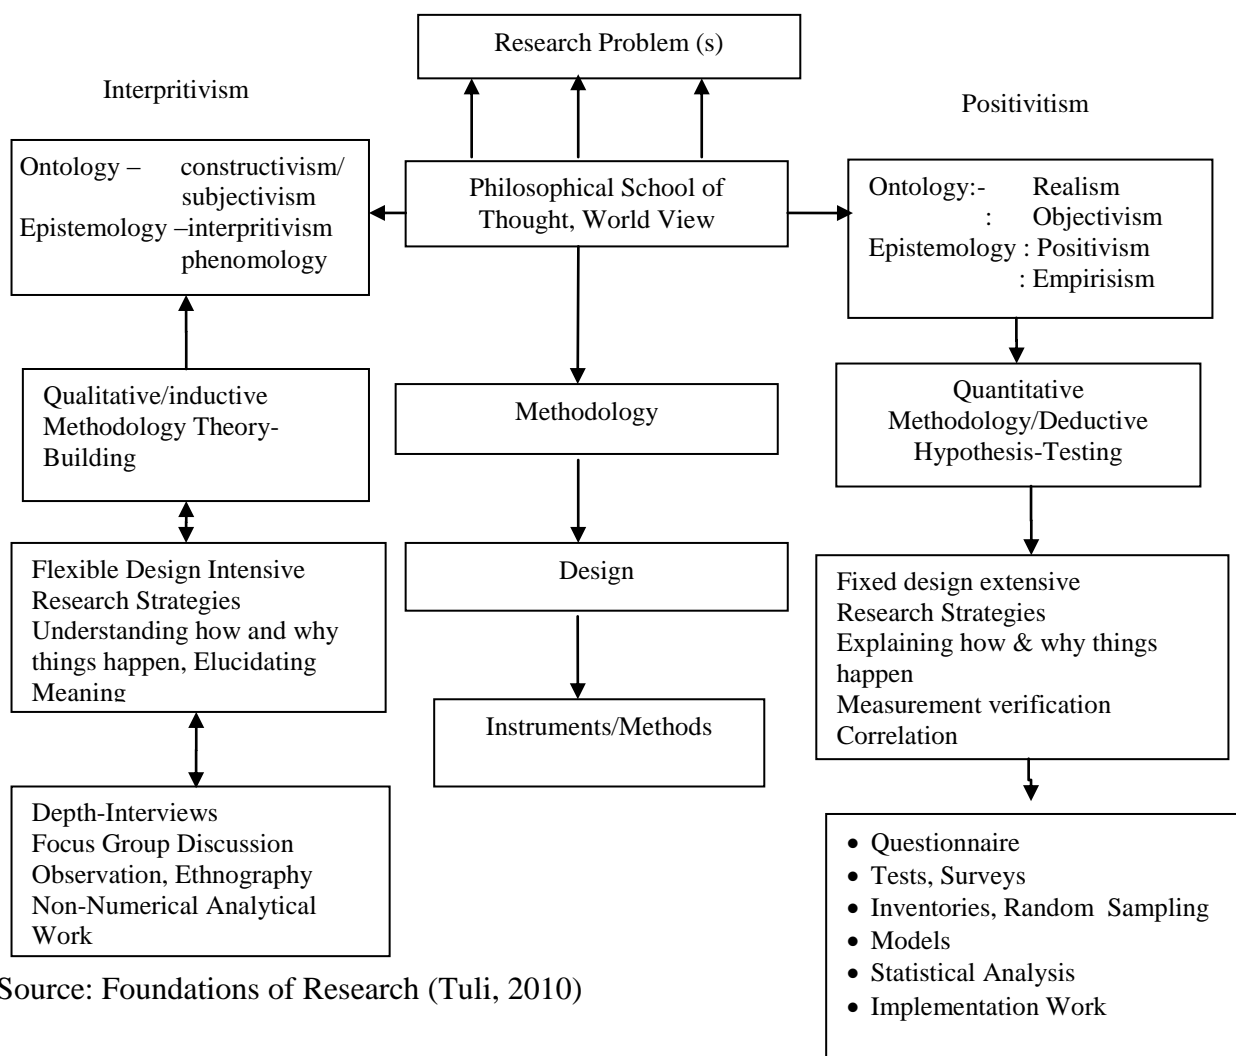 Research Problem (s)
Interpritivism
Positivitism
Ontology – constructivism/
subjectivism
Epistemology –interpritivism
phenomology
Philosophical School of
Thought, World View
Ontology:- Realism
: Objectivism
Epistemology : Positivism
: Empirisism
Qualitative/inductive
Methodology Theory-
Building
Methodology
Quantitative
Methodology/Deductive
Hypothesis-Testing
Flexible Design Intensive
Research Strategies
Understanding how and why
things happen, Elucidating
Meaning
Design
Fixed design extensive
Research Strategies
Explaining how & why things
happen
Measurement verification
Correlation
Instruments/Methods
Depth-Interviews
Focus Group Discussion
Observation, Ethnography
Non-Numerical Analytical
Work
• Questionnaire
• Tests, Surveys
• Inventories, Random Sampling
• Models
• Statistical Analysis
• Implementation Work
Source: Foundations of Research (Tuli, 2010)